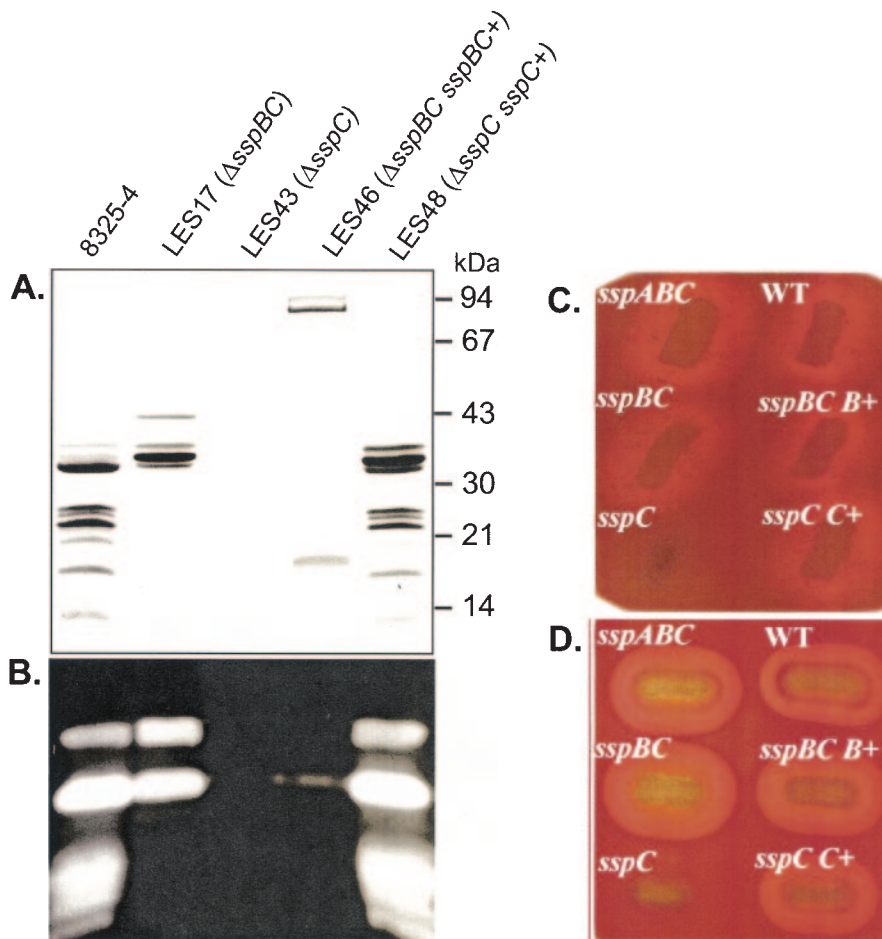 8325-4
LES17 (ΔsspBC)
LES43 (ΔsspC)
LES46 (ΔsspBC sspBC+)
LES48 (ΔsspC sspC+)
A.
kDa
94
67
43
30
21
14
B.
C.
sspABC WT
sspBC sspBC B+
sspC sspC C+
D.
sspABC WT
sspBC sspBC B+
sspC sspC C+